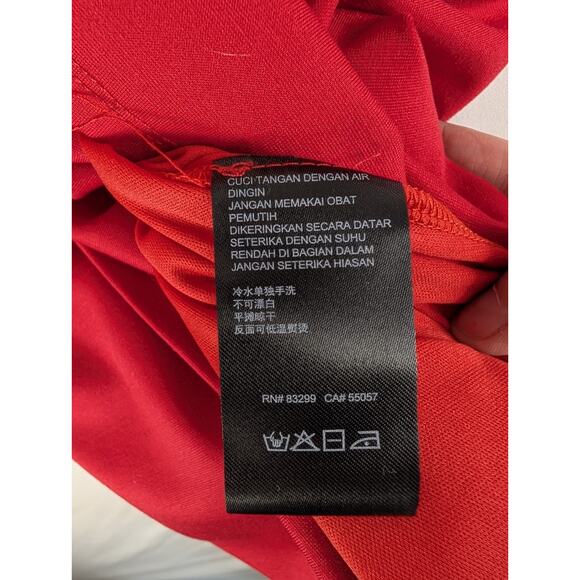 CUCI TANGAN DENGAN AIR
DINGIN
JANGAN MEMAKAI OBAT
PEMUTIH
DIKERINGKAN SECARA DATAR
SETERIKA DENGAN SUHU
RENDAH DI BAGIAN DALAM
JANGAN SETERIKA HIASAN
冷水单独手洗
不可漂白
平摊晾干
反面可低温熨烫
RN# 83299 CA# 55057